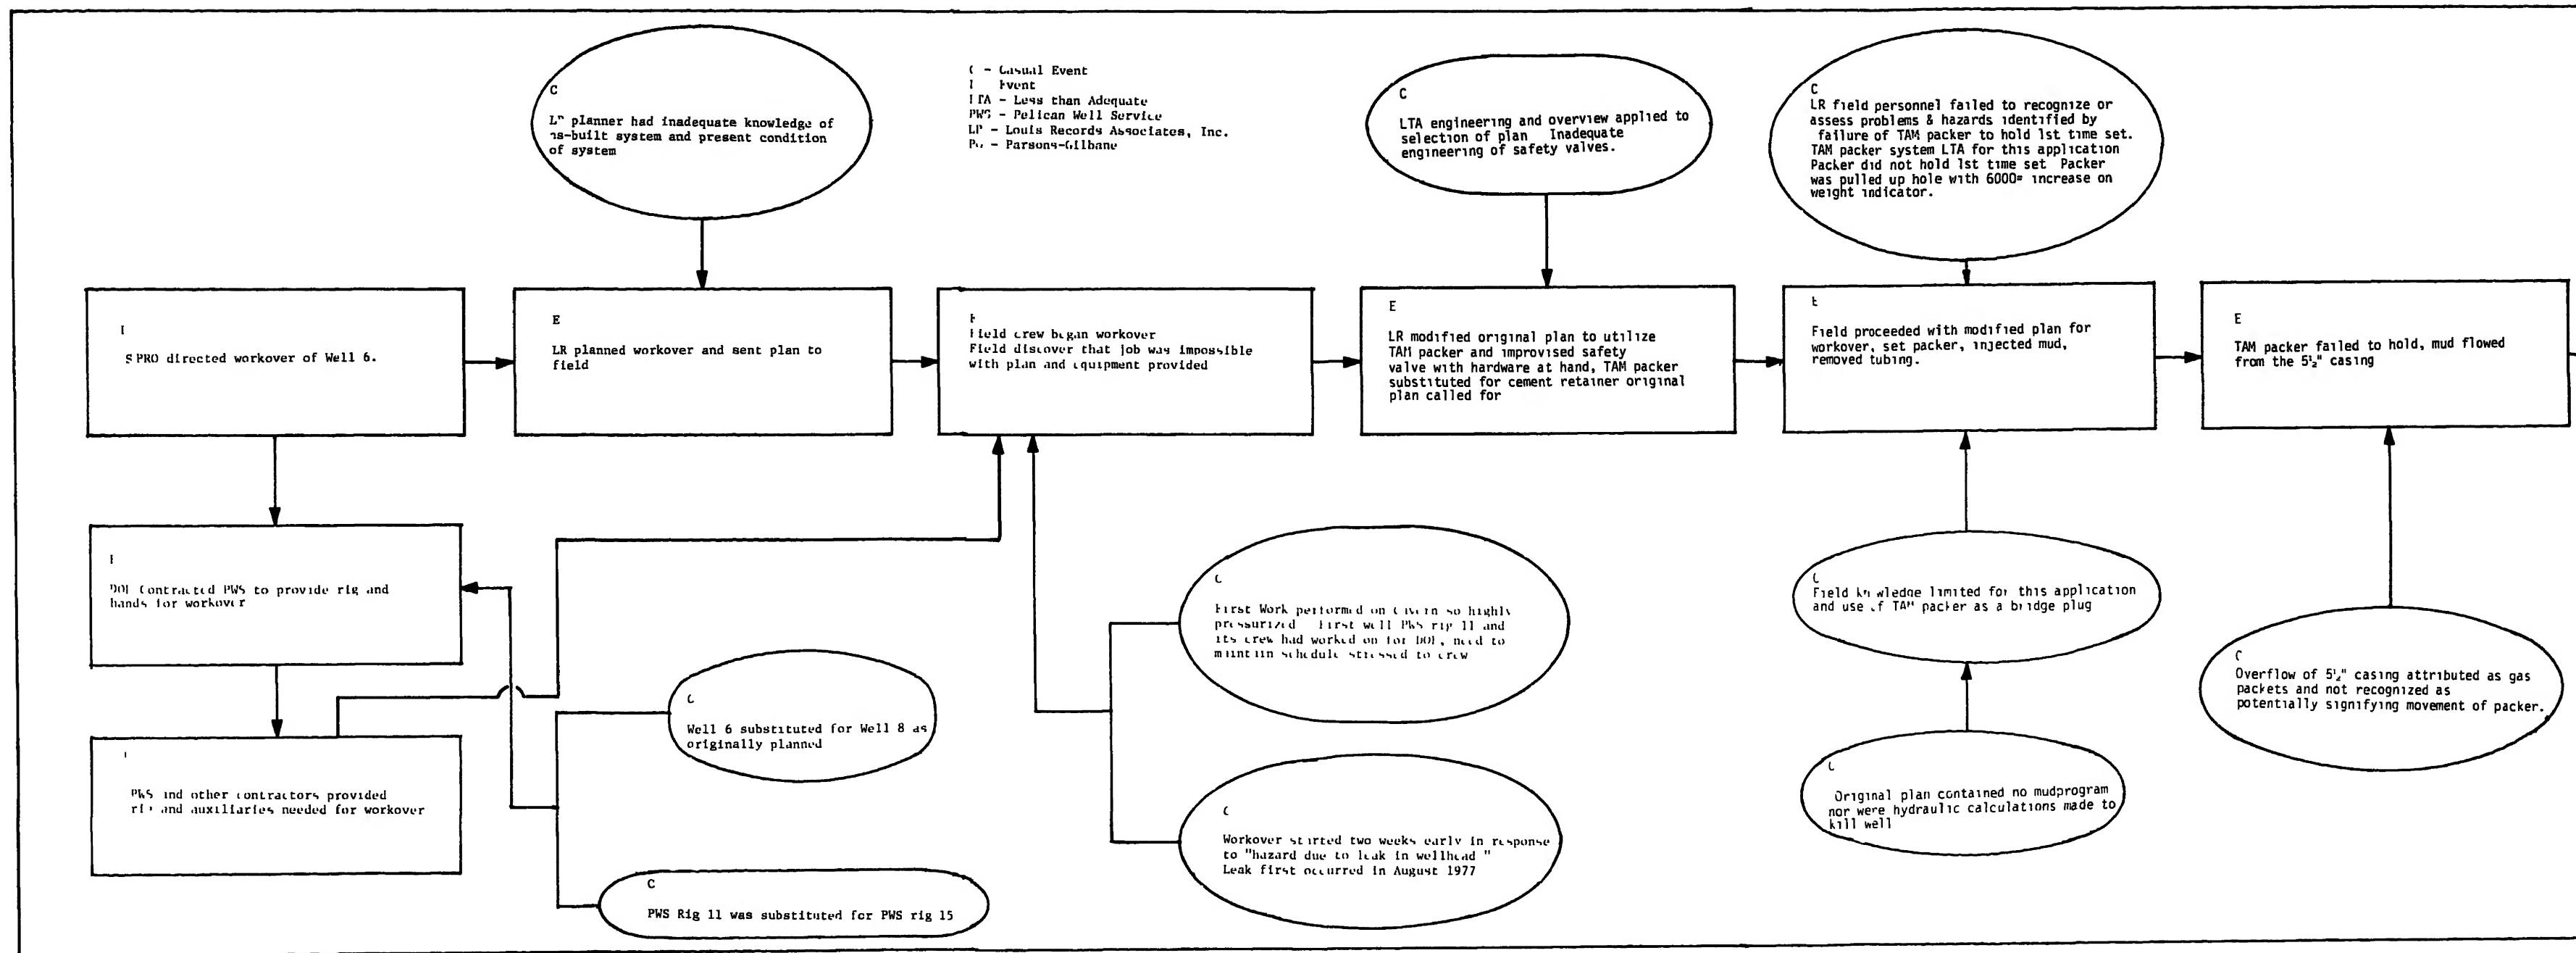 C
LR planner had inadequate knowledge of
as-built system and present condition
of system
C - Casual Event
E Event
LTA - Less than Adequate
PWS - Pelican Well Service
LR - Louis Records Associates, Inc.
PG - Parsons-Gilbane
C
LTA engineering and overview applied to
selection of plan Inadequate
engineering of safety valves.
C
LR field personnel failed to recognize or
assess problems & hazards identified by
failure of TAM packer to hold 1st time set.
TAM packer system LTA for this application
Packer did not hold 1st time set Packer
was pulled up hole with 6000# increase on
weight indicator.
E
SPRO directed workover of Well 6.
E
LR planned workover and sent plan to
field
E
Field crew began workover
Field discover that job was impossible
with plan and equipment provided
E
LR modified original plan to utilize
TAM packer and improvised safety
valve with hardware at hand, TAM packer
substituted for cement retainer original
plan called for
E
Field proceeded with modified plan for
workover, set packer, injected mud,
removed tubing.
E
TAM packer failed to hold, mud flowed
from the 5½" casing
E
DOE Contracted PWS to provide rig and
hands for workover
E
PWS and other contractors provided
rig and auxiliaries needed for workover
C
Well 6 substituted for Well 8 as
originally planned
C
PWS Rig 11 was substituted for PWS rig 15
C
First Work performed on cavern so highly
pressurized First well PWS rig 11 and
its crew had worked on for DOE, need to
maintain schedule stressed to crew
C
Workover started two weeks early in response
to "hazard due to leak in wellhead "
Leak first occurred in August 1977
C
Field knowledge limited for this application
and use of TAM packer as a bridge plug
C
Original plan contained no mudprogram
nor were hydraulic calculations made to
kill well
C
Overflow of 5½" casing attributed as gas
packets and not recognized as
potentially signifying movement of packer.